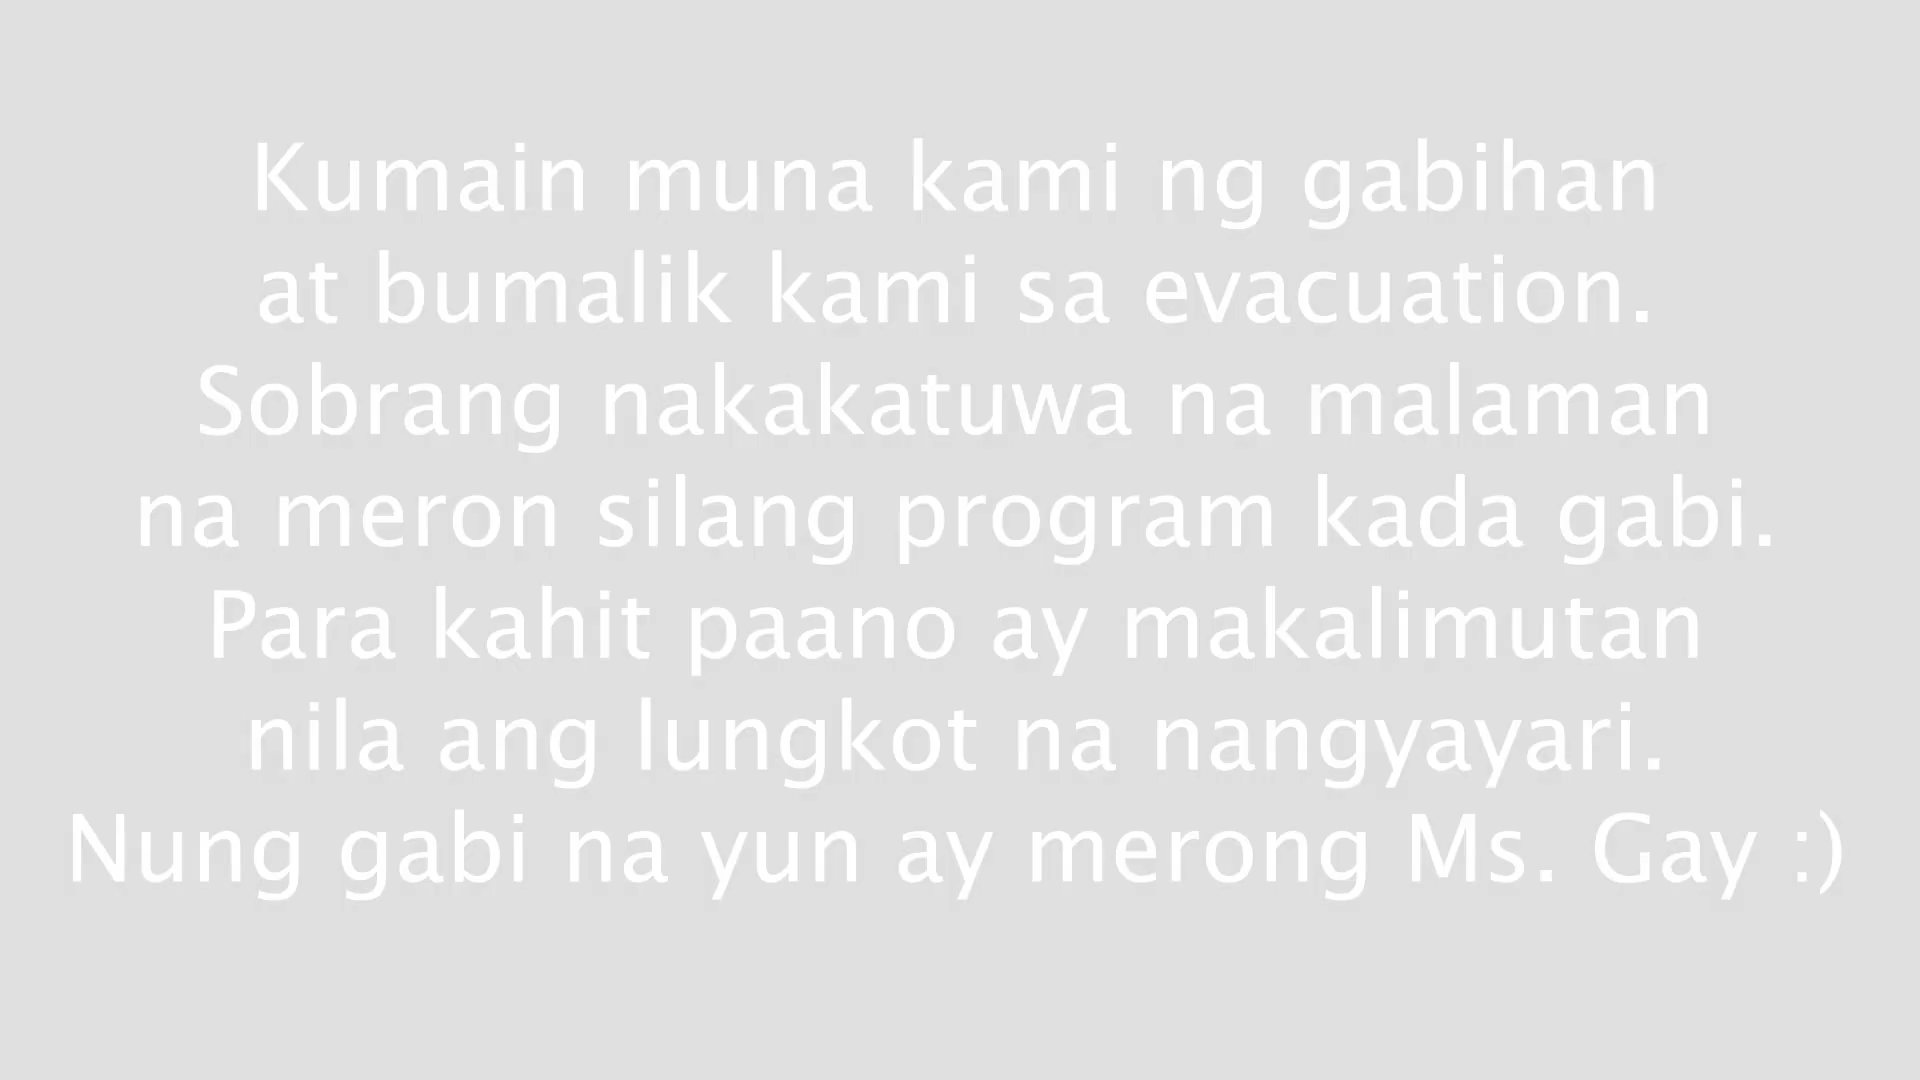 Kumain muna kami ng gabihan
at bumalik kami sa evacuation.
Sobrang nakakatuwa na malaman
na meron silang program kada gabi.
Para kahit paano ay makalimutan
nila ang lungkot na nangyayari.
Nung gabi na yun ay merong Ms. Gay :)